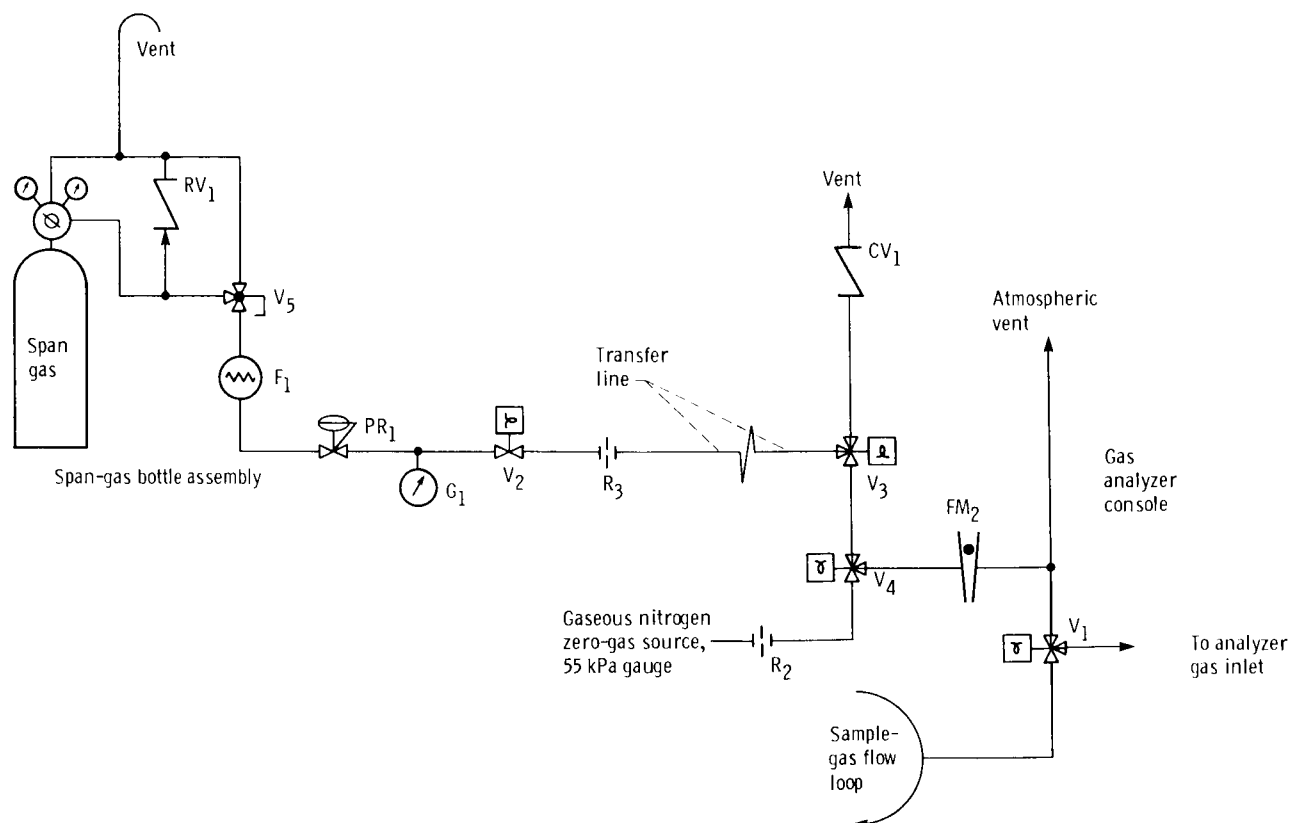 Vent
RV1
Span
gas
V5
F1
PR1
G1
V2
R3
Span-gas bottle assembly
Transfer
line
Vent
CV1
V3
Atmospheric
vent
Gas
analyzer
console
FM2
V4
Gaseous nitrogen
zero-gas source,
55 kPa gauge
R2
V1
To analyzer
gas inlet
Sample-
gas flow
loop